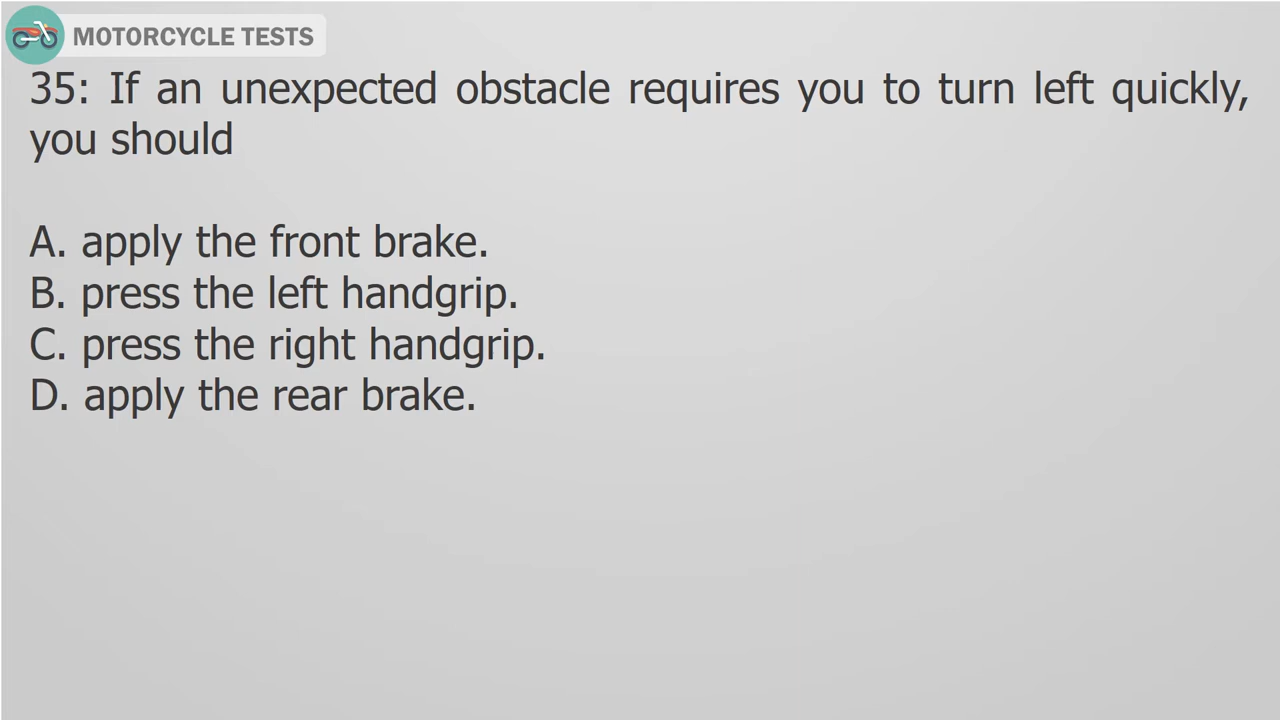 MOTORCYCLE TESTS
35: If an unexpected obstacle requires you to turn left quickly,
you should
A. apply the front brake.
B. press the left handgrip.
C. press the right handgrip.
D. apply the rear brake.